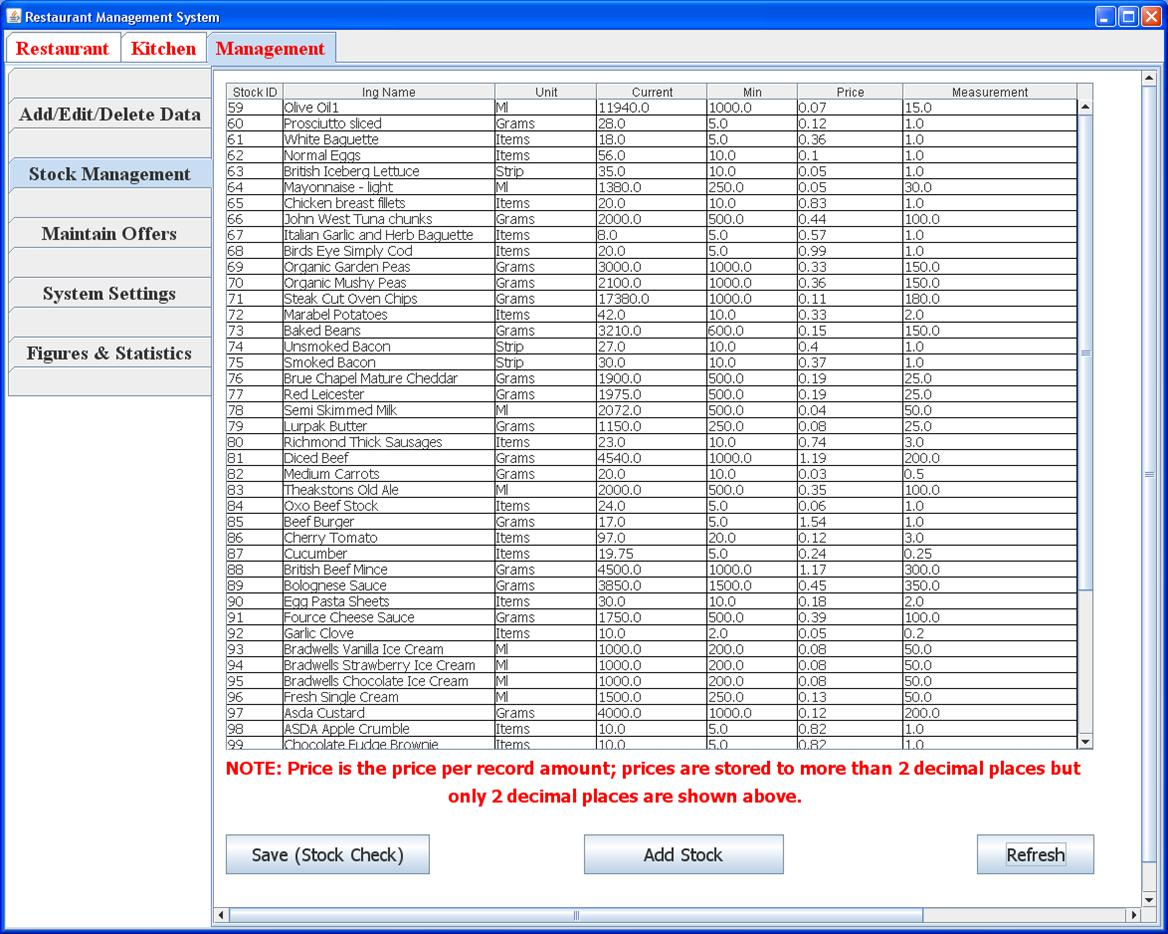 Restaurant Management System
Restaurant Kitchen Management
Add/Edit/Delete Data
Stock Management
Maintain Offers
System Settings
Figures & Statistics
Stock ID Ing Name Unit Current Min Price Measurement
59 Olive Oil1 Ml 11940.0 1000.0 0.07 15.0
60 Prosciutto sliced Grams 28.0 5.0 0.12 1.0
61 White Baguette Items 18.0 5.0 0.36 1.0
62 Normal Eggs Items 56.0 10.0 0.1 1.0
63 British Iceberg Lettuce Strip 35.0 10.0 0.05 1.0
64 Mayonnaise - light Ml 1380.0 250.0 0.05 30.0
65 Chicken breast fillets Items 20.0 10.0 0.83 1.0
66 John West Tuna chunks Grams 2000.0 500.0 0.44 100.0
67 Italian Garlic and Herb Baguette Items 8.0 5.0 0.57 1.0
68 Birds Eye Simply Cod Items 20.0 5.0 0.99 1.0
69 Organic Garden Peas Grams 3000.0 1000.0 0.33 150.0
70 Organic Mushy Peas Grams 2100.0 1000.0 0.36 150.0
71 Steak Cut Oven Chips Grams 17380.0 1000.0 0.11 180.0
72 Marabel Potatoes Items 42.0 10.0 0.33 2.0
73 Baked Beans Grams 3210.0 600.0 0.15 150.0
74 Unsmoked Bacon Strip 27.0 10.0 0.4 1.0
75 Smoked Bacon Strip 30.0 10.0 0.37 1.0
76 Brue Chapel Mature Cheddar Grams 1900.0 500.0 0.19 25.0
77 Red Leicester Grams 1975.0 500.0 0.19 25.0
78 Semi Skimmed Milk Ml 2072.0 500.0 0.04 50.0
79 Lurpak Butter Grams 1150.0 250.0 0.08 25.0
80 Richmond Thick Sausages Items 23.0 10.0 0.74 3.0
81 Diced Beef Grams 4540.0 1000.0 1.19 200.0
82 Medium Carrots Grams 20.0 10.0 0.03 0.5
83 Theakstons Old Ale Ml 2000.0 500.0 0.35 100.0
84 Oxo Beef Stock Items 24.0 5.0 0.06 1.0
85 Beef Burger Grams 17.0 5.0 1.54 1.0
86 Cherry Tomato Items 97.0 20.0 0.12 3.0
87 Cucumber Items 19.75 5.0 0.24 0.25
88 British Beef Mince Grams 4500.0 1000.0 1.17 300.0
89 Bolognese Sauce Grams 3850.0 1500.0 0.45 350.0
90 Egg Pasta Sheets Items 30.0 10.0 0.18 2.0
91 Fource Cheese Sauce Grams 1750.0 500.0 0.39 100.0
92 Garlic Clove Items 10.0 2.0 0.05 0.2
93 Bradwells Vanilla Ice Cream Ml 1000.0 200.0 0.08 50.0
94 Bradwells Strawberry Ice Cream Ml 1000.0 200.0 0.08 50.0
95 Bradwells Chocolate Ice Cream Ml 1000.0 200.0 0.08 50.0
96 Fresh Single Cream Ml 1500.0 250.0 0.13 50.0
97 Asda Custard Grams 4000.0 1000.0 0.12 200.0
98 ASDA Apple Crumble Items 10.0 5.0 0.82 1.0
99 Chocolate Fudge Brownie Items 10.0 5.0 0.82 1.0
NOTE: Price is the price per record amount; prices are stored to more than 2 decimal places but
only 2 decimal places are shown above.
Save (Stock Check) Add Stock Refresh